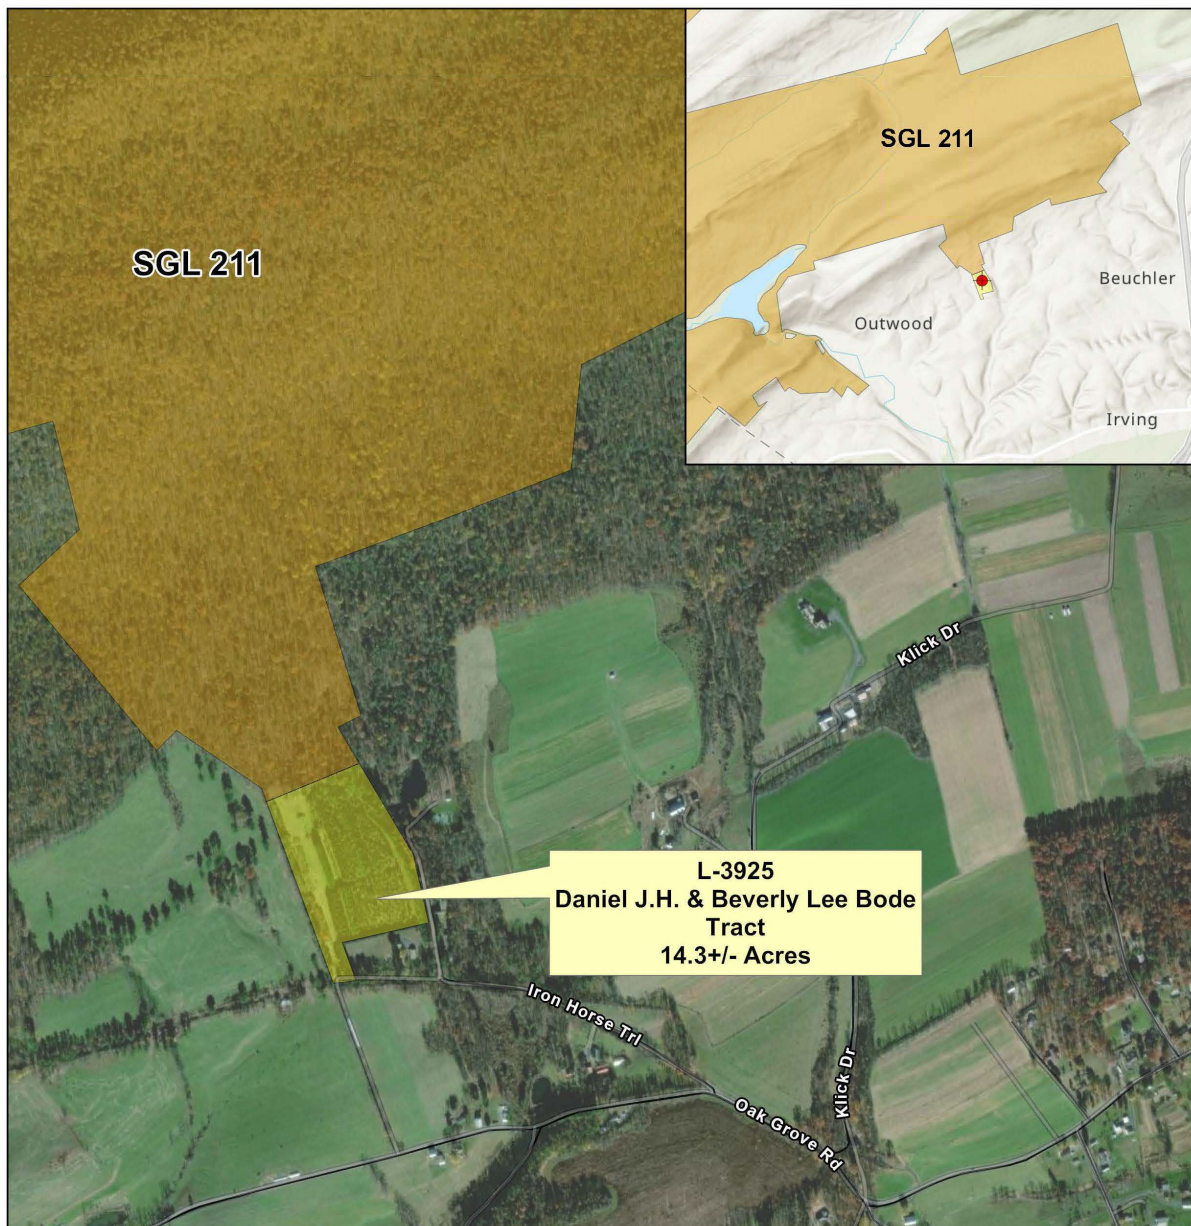 SGL 211
SGL 211
Beuchler
Outwood
Irving
Klick Dr
L-3925
Daniel J.H. & Beverly Lee Bode
Tract
14.3+/- Acres
Iron Horse Trl
Klick Dr
Oak Grove Rd